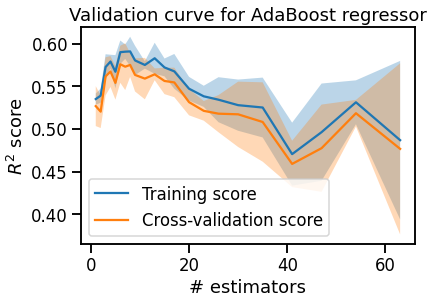 Validation curve for AdaBoost regressor
0.60
0.55
0.50
0.45
0.40
R² score
Training score
Cross-validation score
0 20 40 60
# estimators